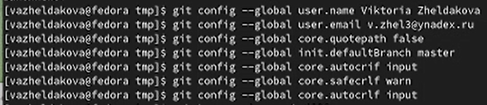 [vazheldakova@fedora tmp]$ git config --global user.name Viktoria Zheldakova
[vazheldakova@fedora tmp]$ git config --global user.email v.zhel3@ynadex.ru
[vazheldakova@fedora tmp]$ git config --global core.quotepath false
[vazheldakova@fedora tmp]$ git config --global init.defaultBranch master
[vazheldakova@fedora tmp]$ git config --global core.autocrif input
[vazheldakova@fedora tmp]$ git config --global core.safecrlf warn
[vazheldakova@fedora tmp]$ git config --global core.autocrlf input